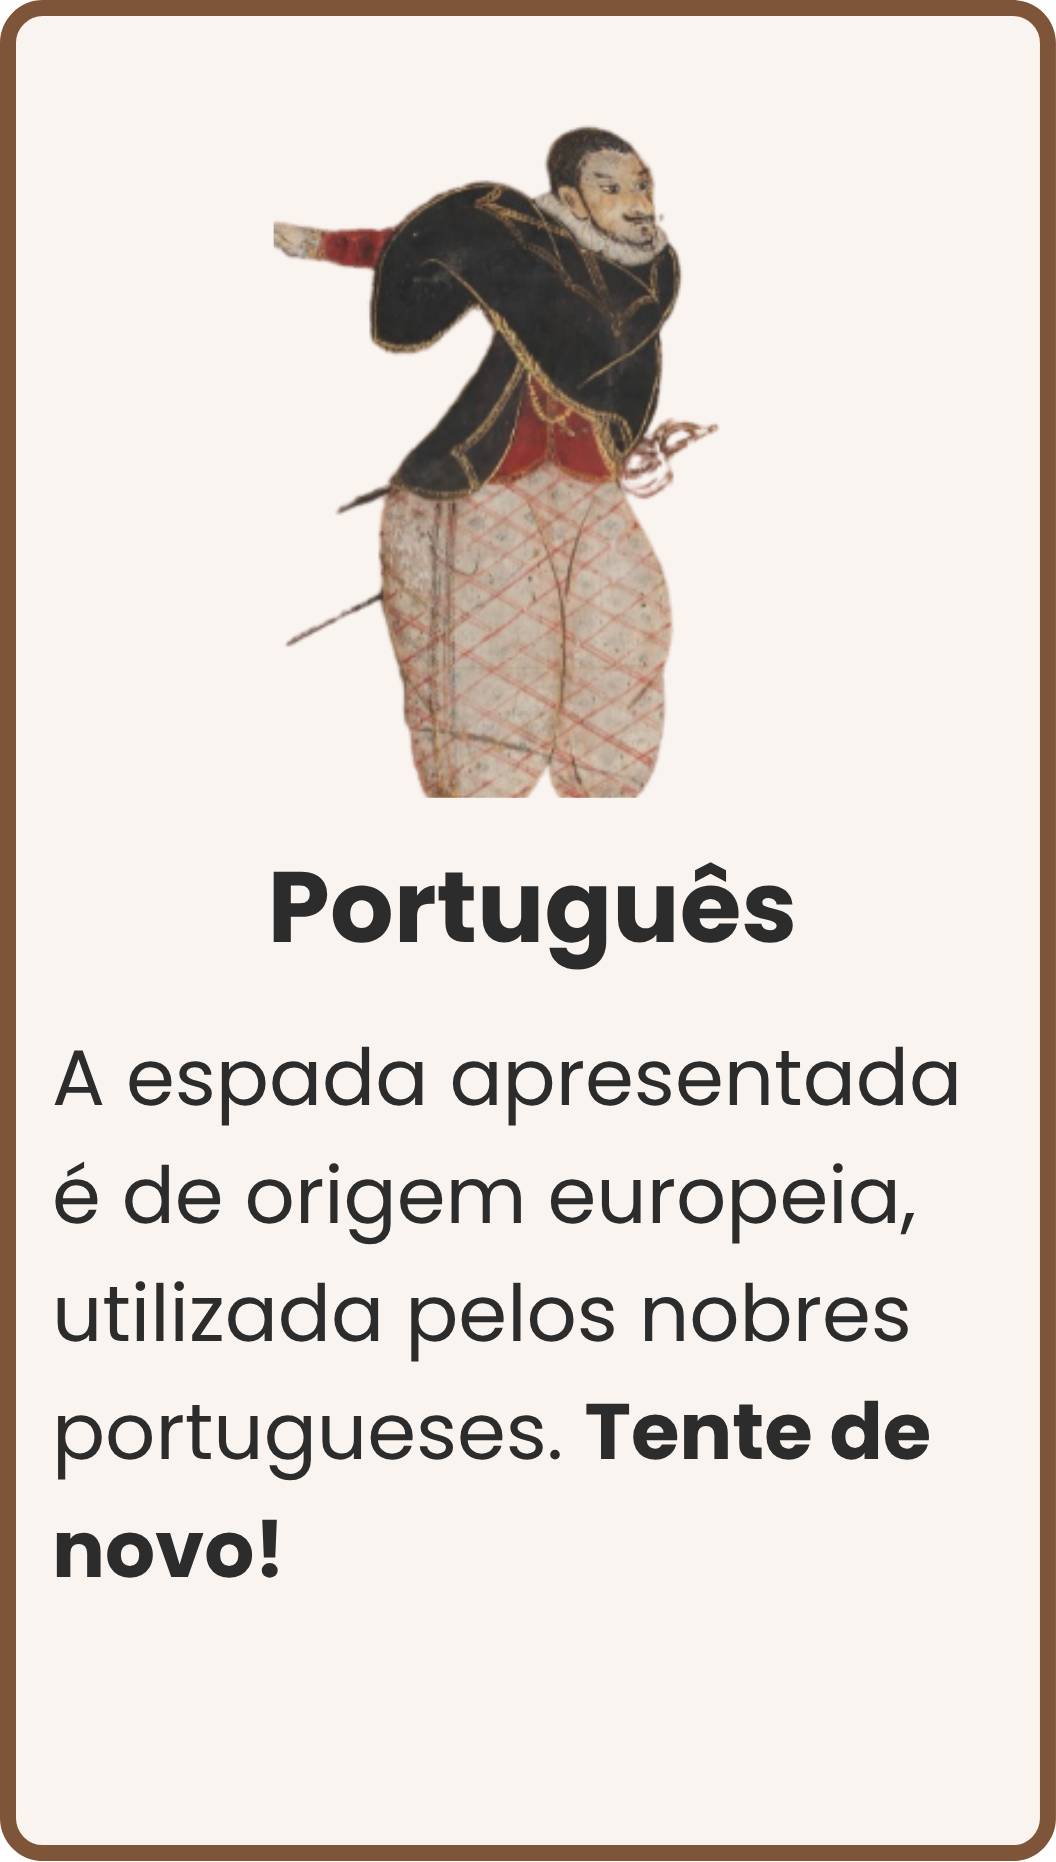 Português
A espada apresentada
é de origem europeia,
utilizada pelos nobres
portugueses. Tente de
novo!